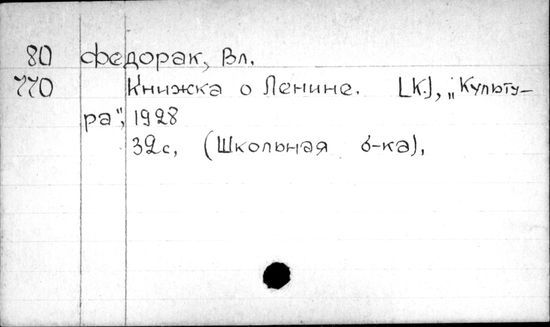 80 федорак, Вл.
770 Книжка о Ленине. [К.], „Культу-
ра", 1928
32с, (Школьная б-ка),